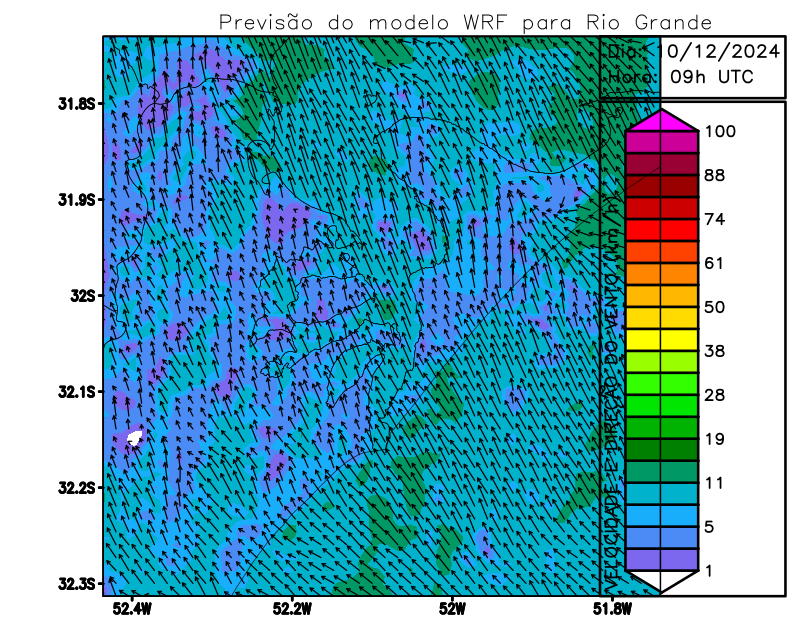 Previsão do modelo WRF para Rio Grande
Dia: 10/12/2024
Hora: 09h UTC
31.8S
31.9S
32S
32.1S
32.2S
32.3S
52.4W
52.2W
52W
51.8W
VELOCIDADE E DIREÇÃO DO VENTO (km/h)
100
88
74
61
50
38
28
19
11
5
1